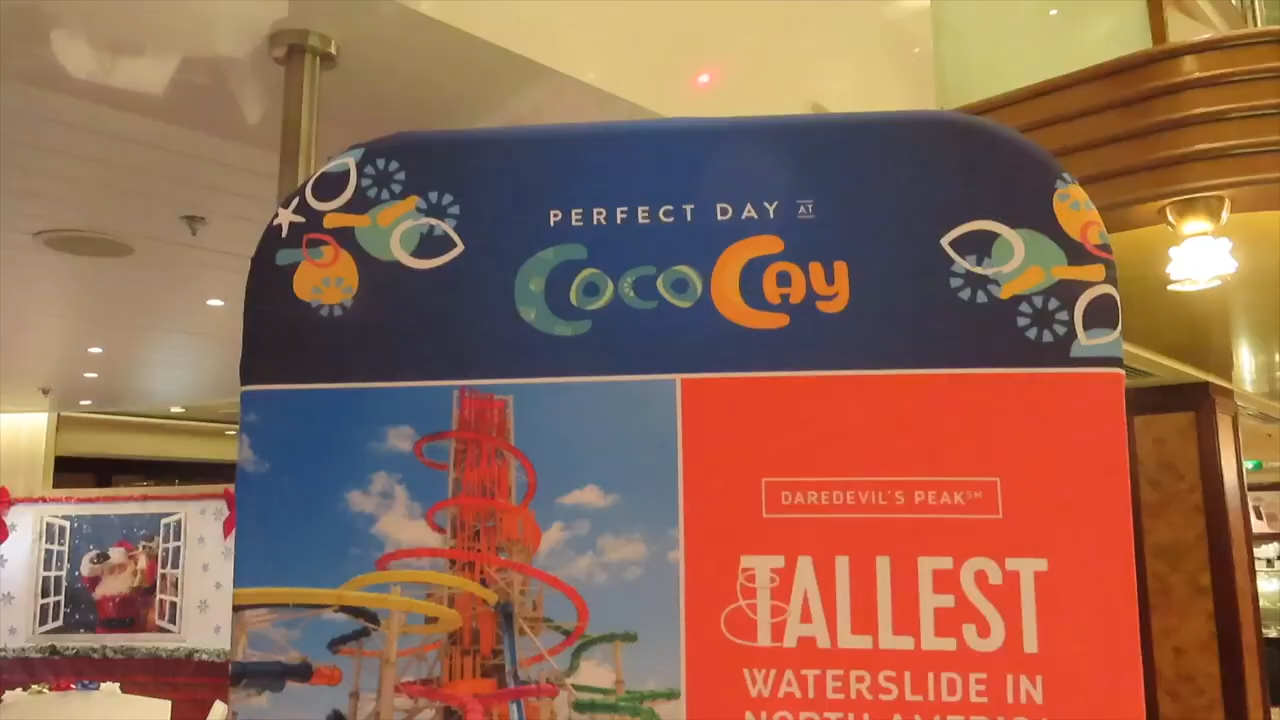 PERFECT DAY AT
CocoCay
DAREDEVIL'S PEAK℠
TALLEST
WATERSLIDE IN
NORTH AMERICA